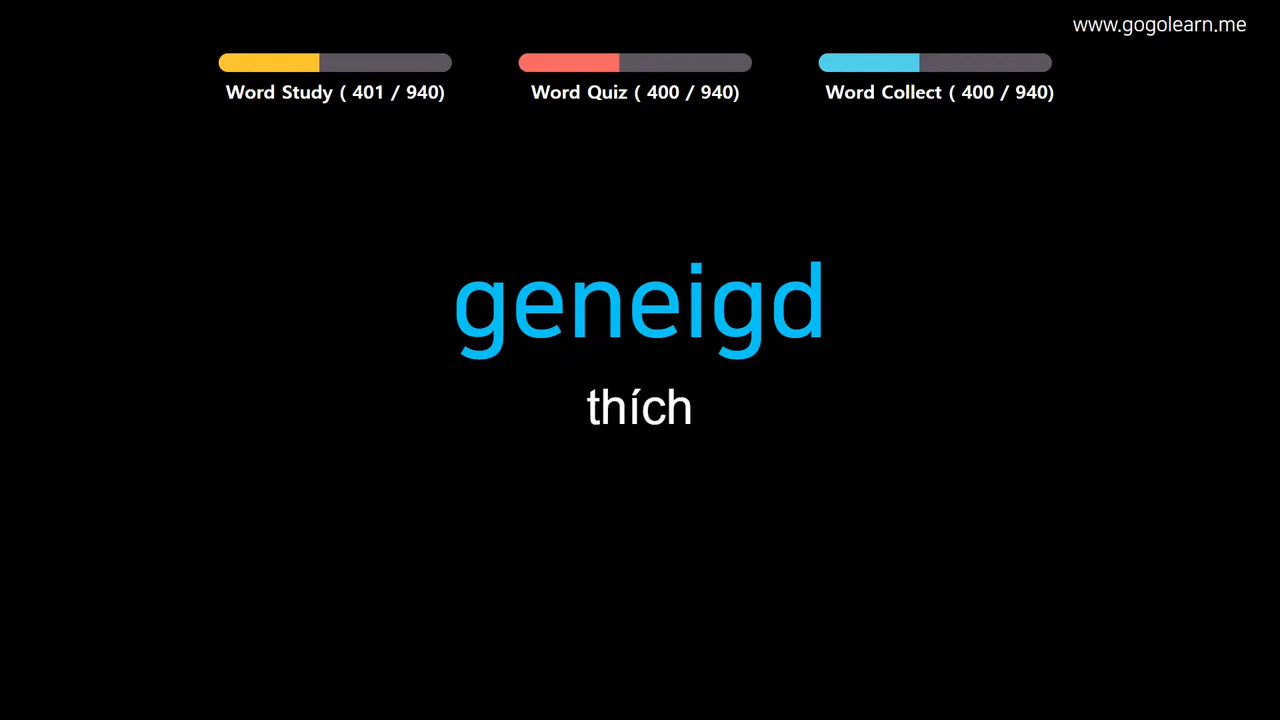 www.gogolearn.me
Word Study ( 401 / 940)
Word Quiz ( 400 / 940)
Word Collect ( 400 / 940)
geneigd
thích